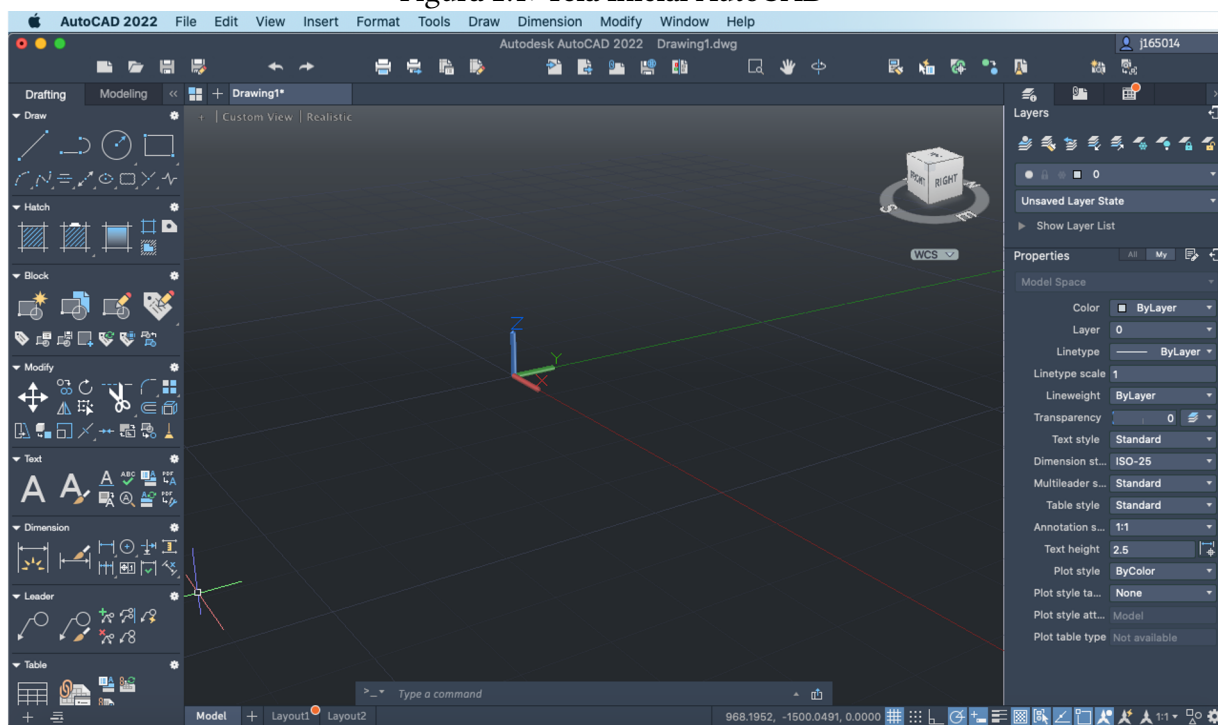 Figura 1.1: Tela inicial AutoCAD
AutoCAD 2022 File Edit View Insert Format Tools Draw Dimension Modify Window Help
Autodesk AutoCAD 2022 Drawing1.dwg
j165014
Drafting Modeling
Drawing1*
Draw
Custom View Realistic
Hatch
Block
Modify
Text
Dimension
Leader
Table
FRONT RIGHT
S E
WCS
Z
Y
X
>_ Type a command
Model + Layout1 Layout2
968.1952, -1500.0491, 0.0000
1:1
Layers
0
Unsaved Layer State
Show Layer List
Properties All My
Model Space
Color ByLayer
Layer 0
Linetype ByLayer
Linetype scale 1
Lineweight ByLayer
Transparency 0
Text style Standard
Dimension st... ISO-25
Multileader s... Standard
Table style Standard
Annotation s... 1:1
Text height 2.5
Plot style ByColor
Plot style ta... None
Plot style att... Model
Plot table type Not available